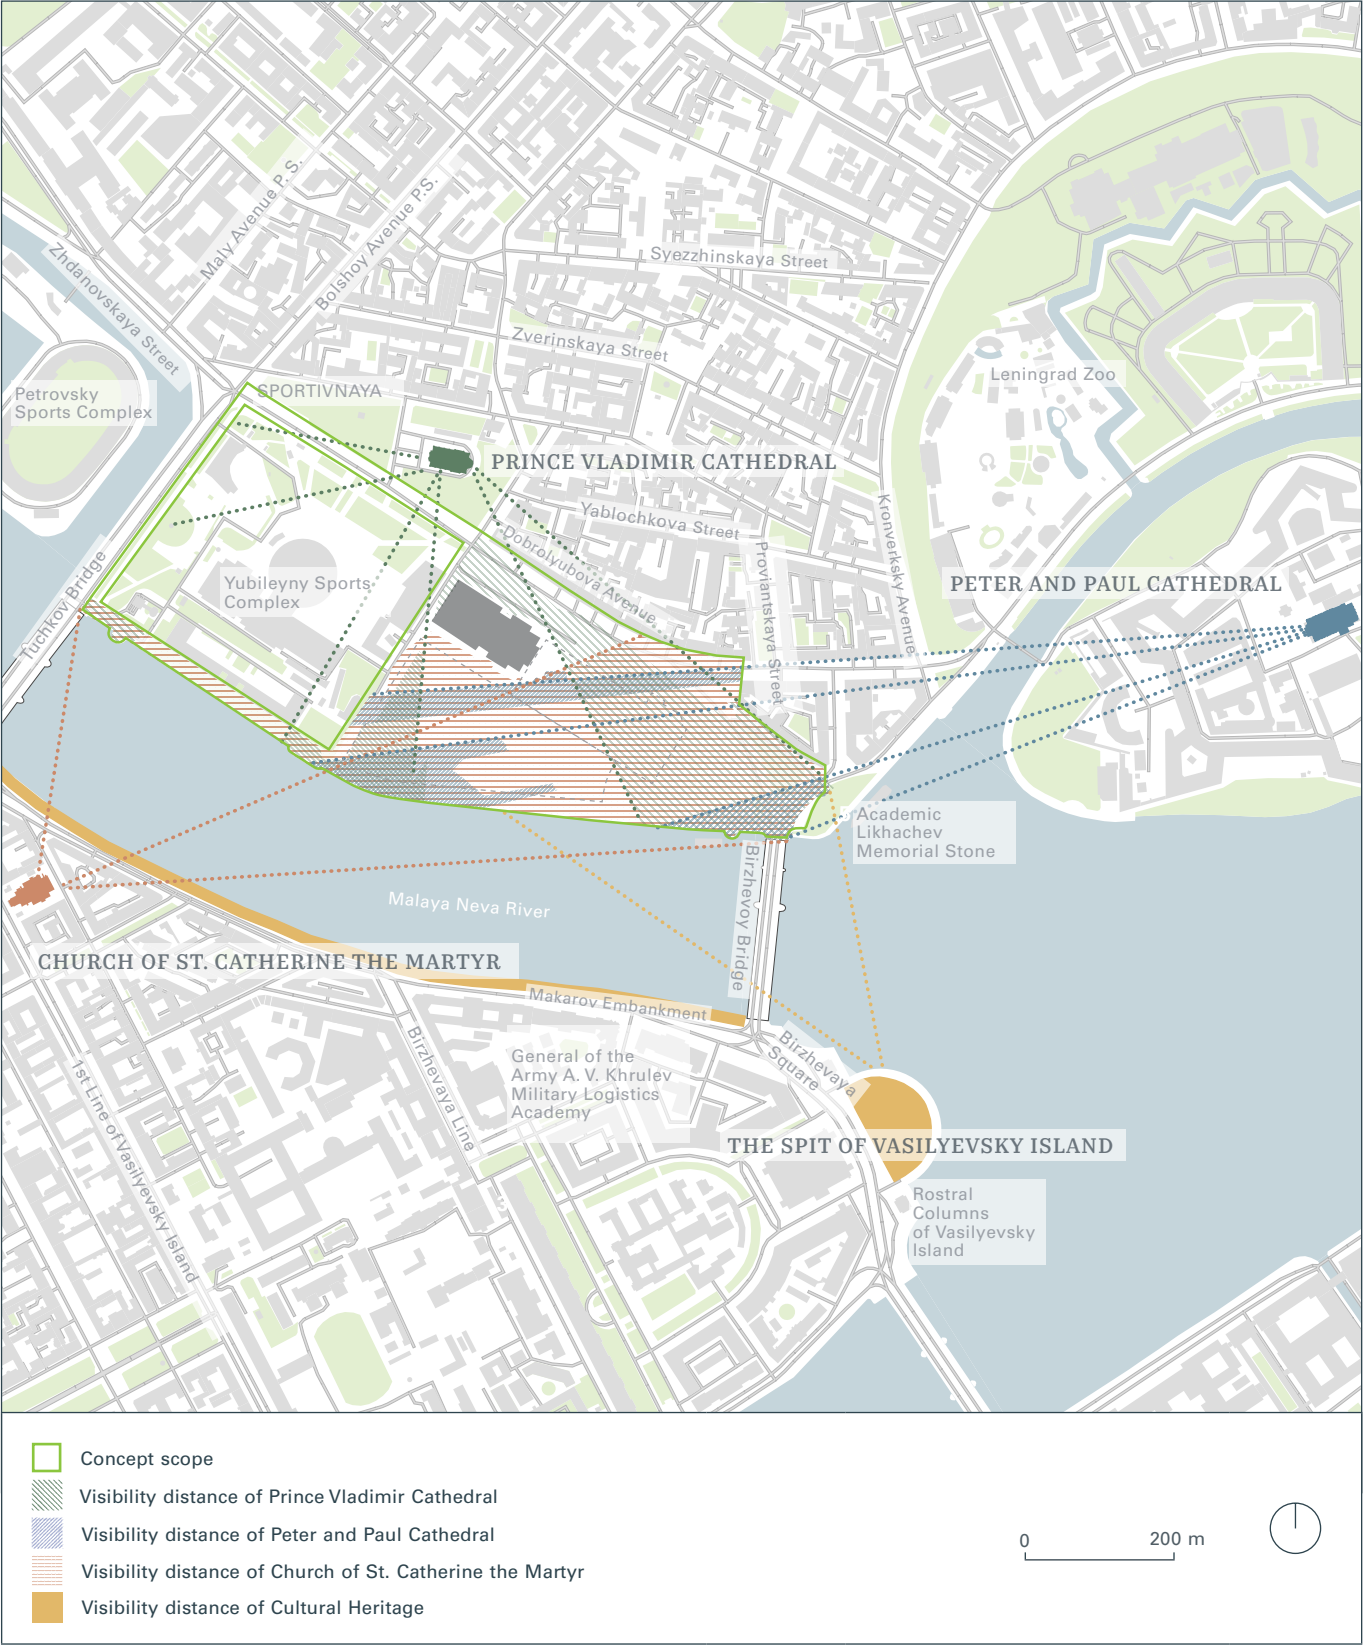 Maly Avenue P. S.
Bolshoy Avenue P.S.
Zhdanovskaya Street
Syezzhinskaya Street
Zverinskaya Street
Leningrad Zoo
Petrovsky
Sports Complex
SPORTIVNAYA
PRINCE VLADIMIR CATHEDRAL
Yablochkova Street
Dobrolyubova Avenue
Proviantskaya Street
Kronverksky Avenue
PETER AND PAUL CATHEDRAL
Yubileyny Sports
Complex
Tuchkov Bridge
Academic
Likhachev
Memorial Stone
Birzhevoy Bridge
Malaya Neva River
CHURCH OF ST. CATHERINE THE MARTYR
Makarov Embankment
Birzhevaya
Square
General of the
Army A. V. Khrulev
Military Logistics
Academy
Birzhevaya Line
1st Line of Vasilyevsky Island
THE SPIT OF VASILYEVSKY ISLAND
Rostral
Columns
of Vasilyevsky
Island
Concept scope
Visibility distance of Prince Vladimir Cathedral
Visibility distance of Peter and Paul Cathedral
Visibility distance of Church of St. Catherine the Martyr
Visibility distance of Cultural Heritage
0 200 m